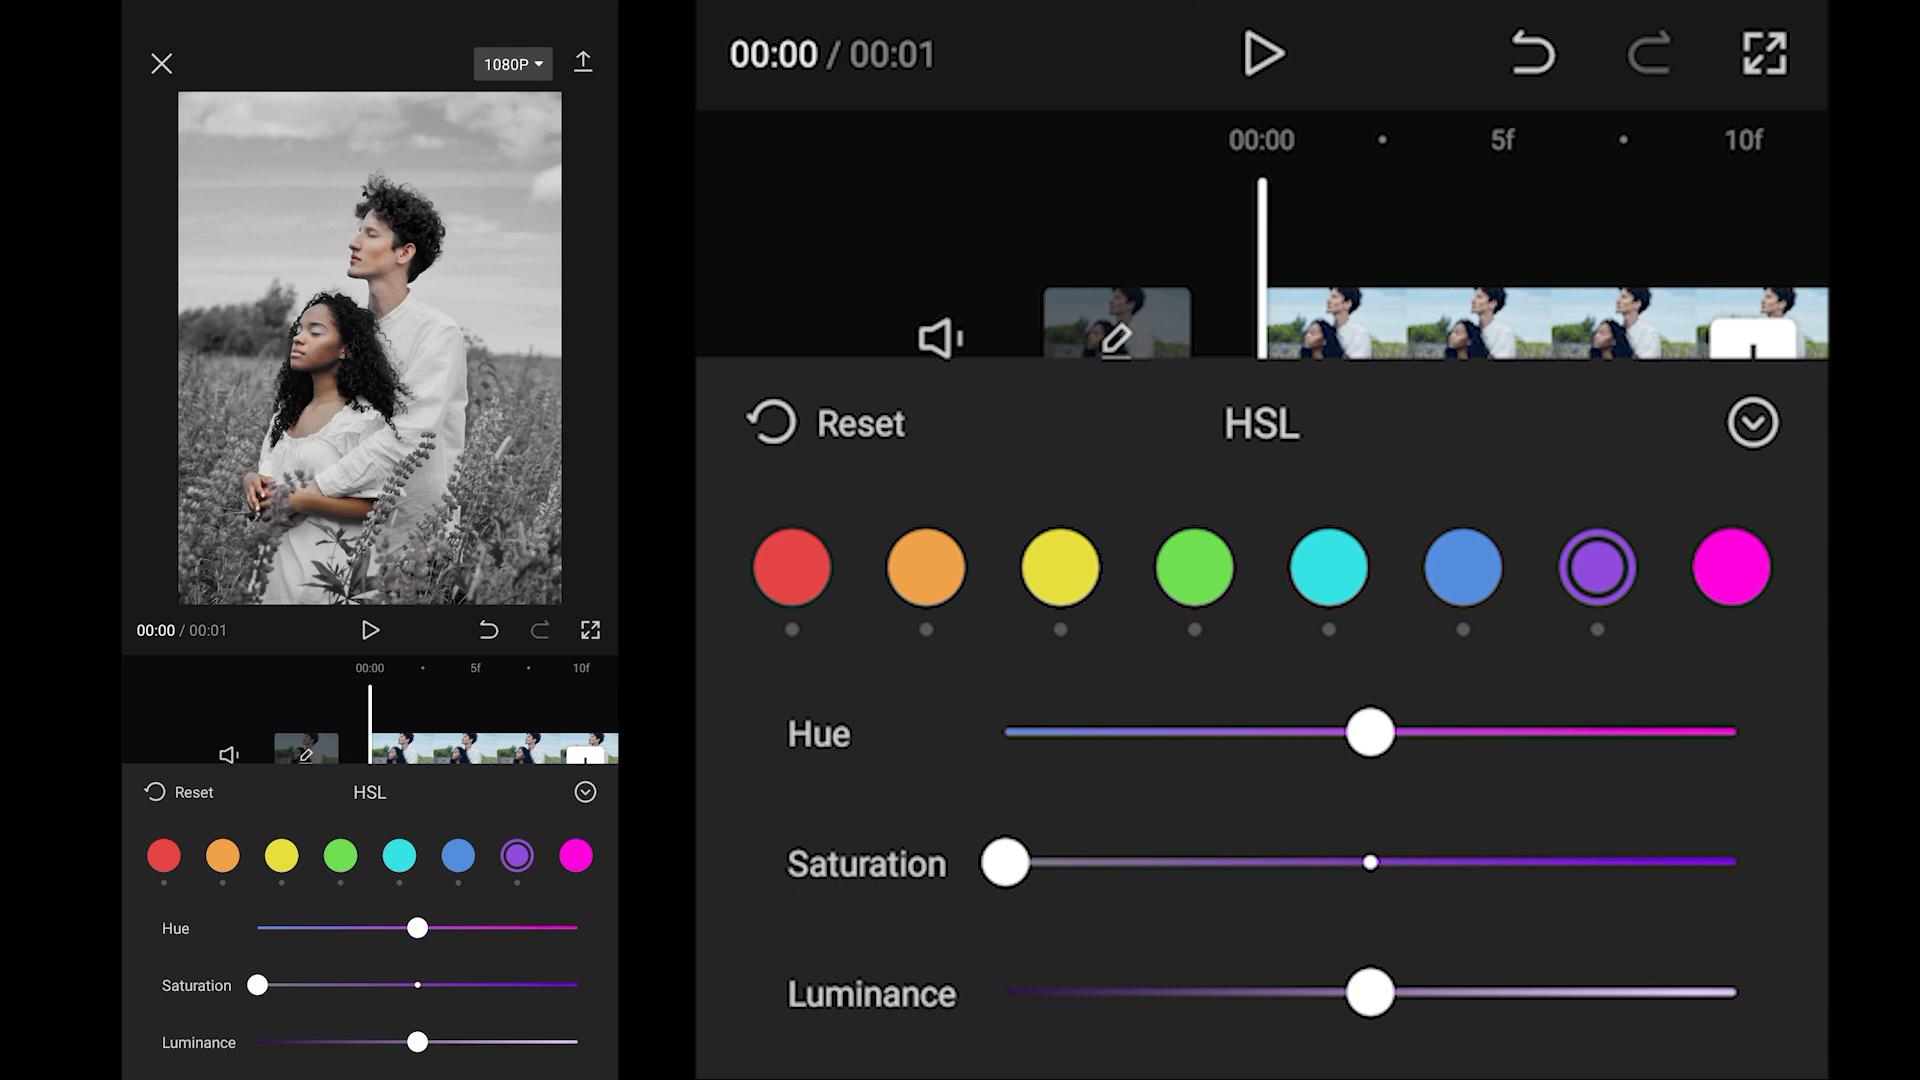 1080P
00:00 / 00:01
00:00 5f 10f
Reset HSL
Hue
Saturation
Luminance
00:00 / 00:01
00:00 5f 10f
Reset HSL
Hue
Saturation
Luminance